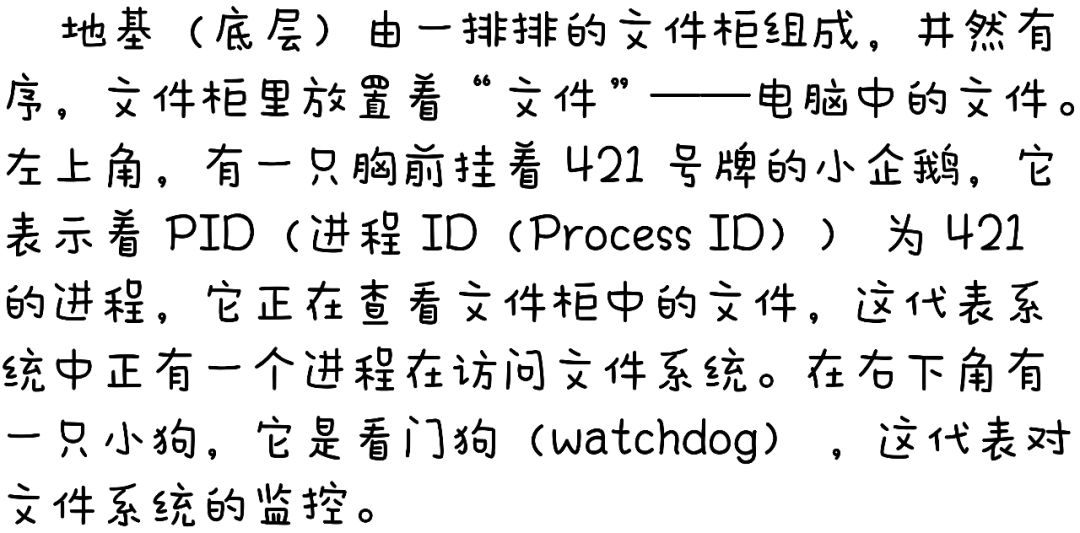 地基（底层）由一排排的文件柜组成，井然有
序，文件柜里放置着“文件”——电脑中的文件。
左上角，有一只胸前挂着 421 号牌的小企鹅，它
表示着 PID（进程 ID（Process ID）） 为 421
的进程，它正在查看文件柜中的文件，这代表系
统中正有一个进程在访问文件系统。在右下角有
一只小狗，它是看门狗（watchdog） ，这代表对
文件系统的监控。